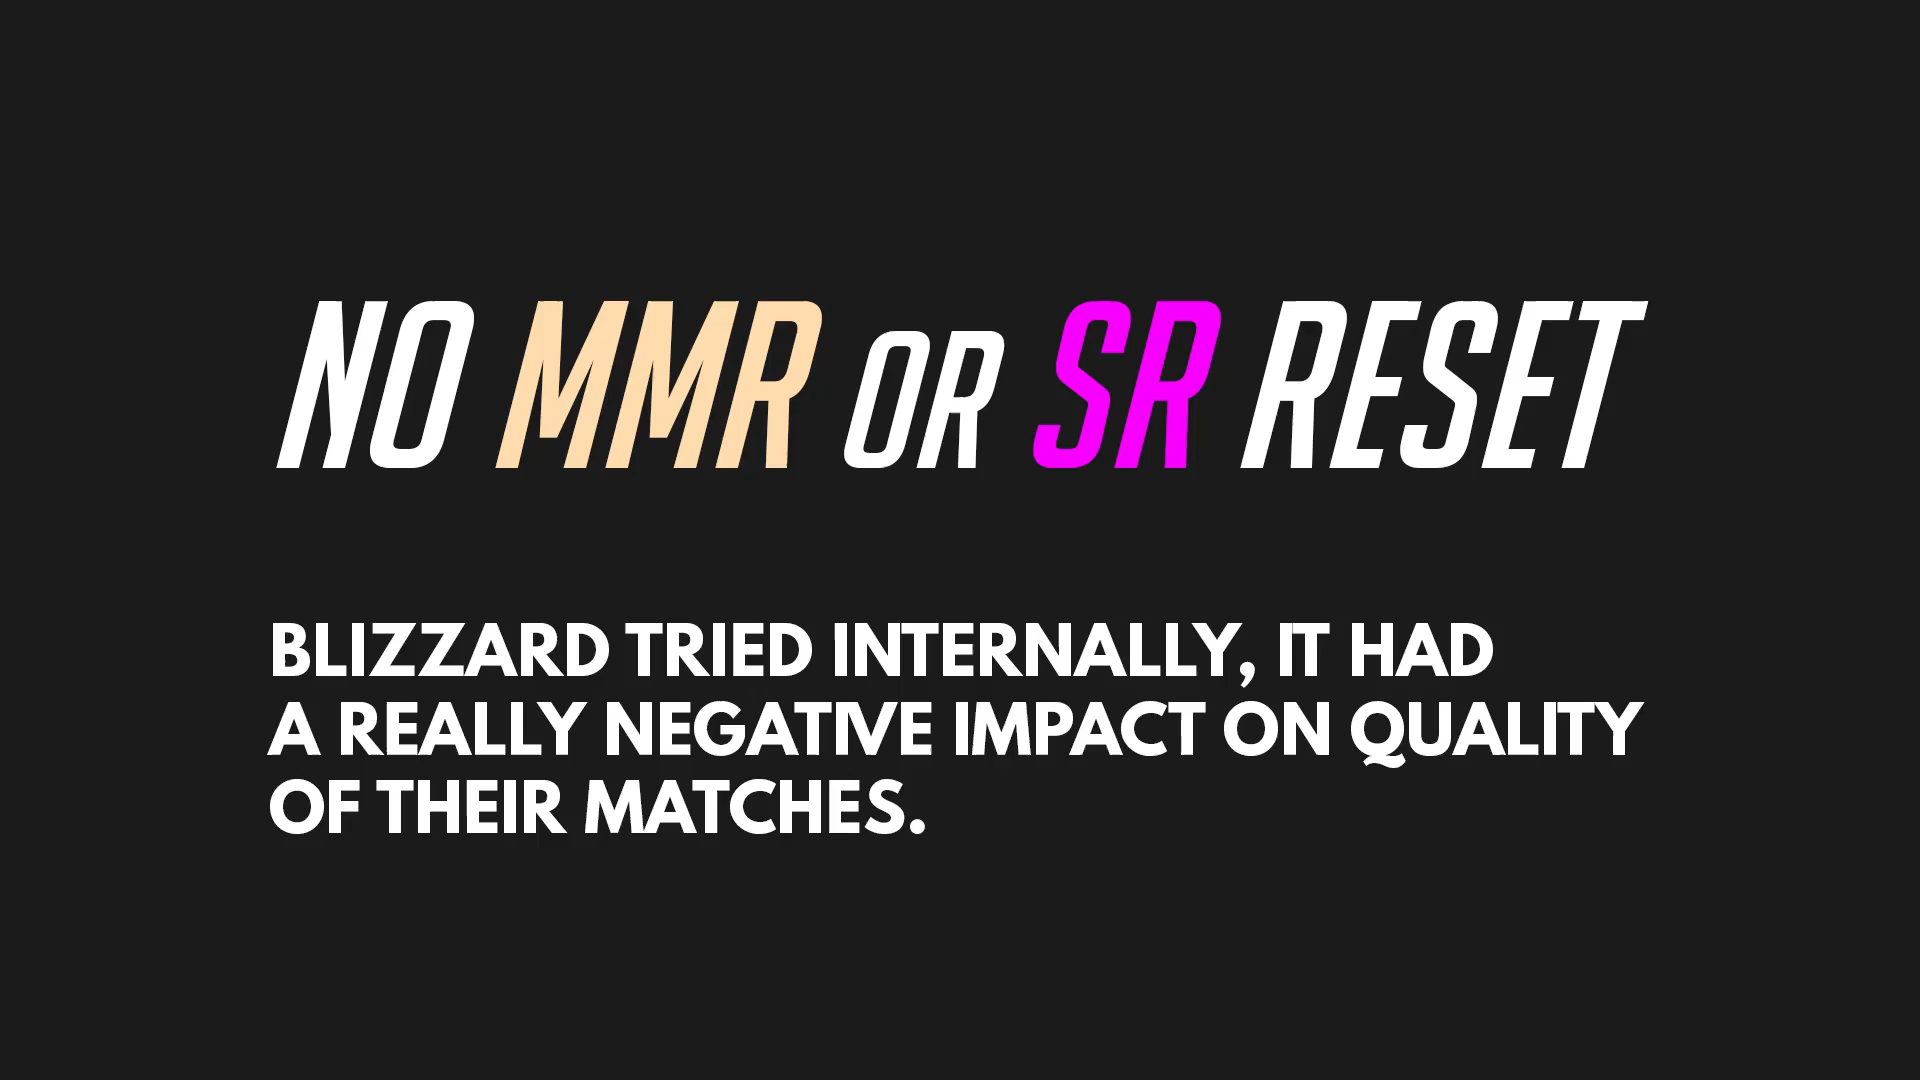 NO MMR OR SR RESET
BLIZZARD TRIED INTERNALLY, IT HAD
A REALLY NEGATIVE IMPACT ON QUALITY
OF THEIR MATCHES.